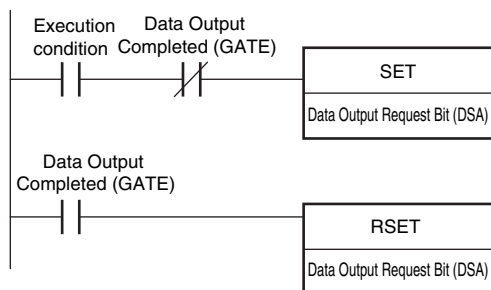 Execution
condition
Data Output
Completed (GATE)
SET
Data Output Request Bit (DSA)
Data Output
Completed (GATE)
RSET
Data Output Request Bit (DSA)